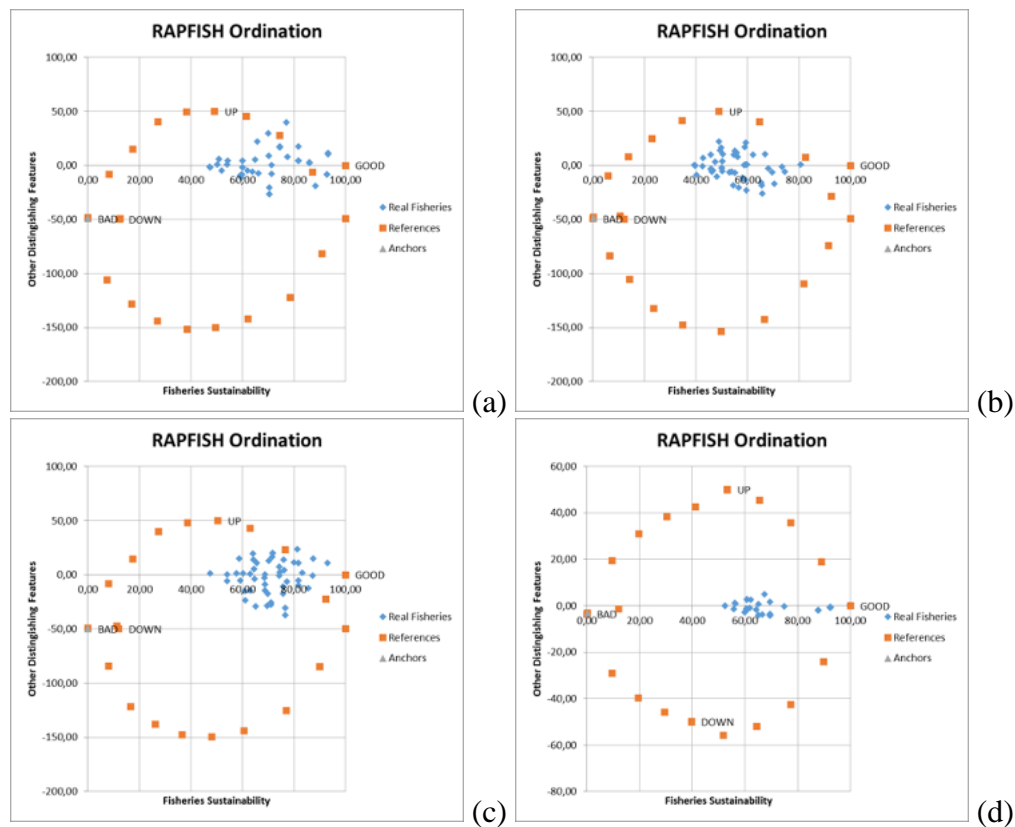 RAPFISH Ordination
100,00
50,00
UP
0,00
GOOD
0,00 20,00 40,00 60,00 80,00 100,00
-50,00
BAD DOWN
-100,00
-150,00
-200,00
Other Distingishing Features
Fisheries Sustainability
Real Fisheries
References
Anchors
(a)
RAPFISH Ordination
100,00
50,00
UP
0,00
GOOD
0,00 20,00 40,00 60,00 80,00 100,00
-50,00
BAD DOWN
-100,00
-150,00
-200,00
Other Distingishing Features
Fisheries Sustainability
Real Fisheries
References
Anchors
(b)
RAPFISH Ordination
100,00
50,00
UP
0,00
GOOD
0,00 20,00 40,00 60,00 80,00 100,00
-50,00
BAD DOWN
-100,00
-150,00
-200,00
Other Distingishing Features
Fisheries Sustainability
Real Fisheries
References
Anchors
(c)
RAPFISH Ordination
60,00
UP
40,00
20,00
0,00
BAD
GOOD
0,00 20,00 40,00 60,00 80,00 100,00
-20,00
-40,00
DOWN
-60,00
-80,00
Other Distingishing Features
Fisheries Sustainability
Real Fisheries
References
Anchors
(d)